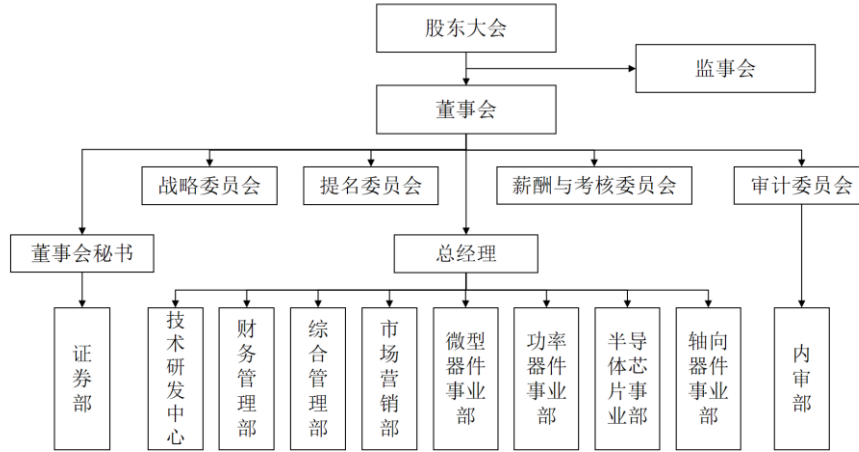 股东大会
监事会
董事会
战略委员会
提名委员会
薪酬与考核委员会
审计委员会
董事会秘书
总经理
证券部
技术研发中心
财务管理部
综合管理部
市场营销部
微型
器件
事业
部
功率
器件
事业
部
半导
体芯
片事
业部
轴向
器件
事业
部
内审部